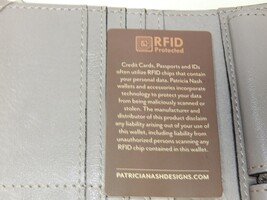 RFID
Protected
Credit Cards, Passports and IDs
often utilize RFID chips that contain
your personal data. Patricia Nash
wallets and accessories incorporate
technology to protect your data
from being maliciously scanned or
stolen. The manufacturer and
distributor of this product disclaim
any liability arising out of your use of
this wallet, including liability from
unauthorized persons scanning any
RFID chip contained in this wallet.
PATRICIANASHDESIGNS.COM